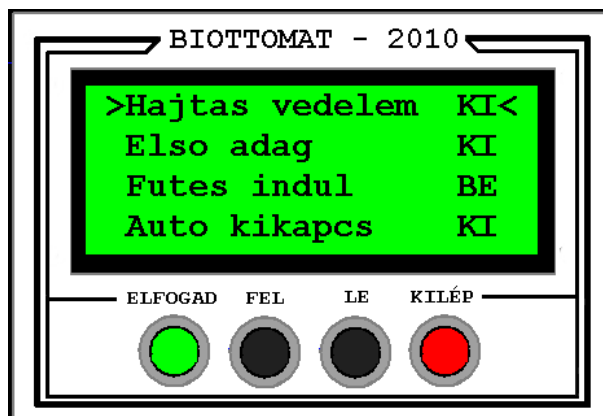 BIOTTOMAT - 2010
>Hajtas vedelem KI<
Elso adag KI
Futes indul BE
Auto kikapcs KI
ELFOGAD FEL LE KILÉP